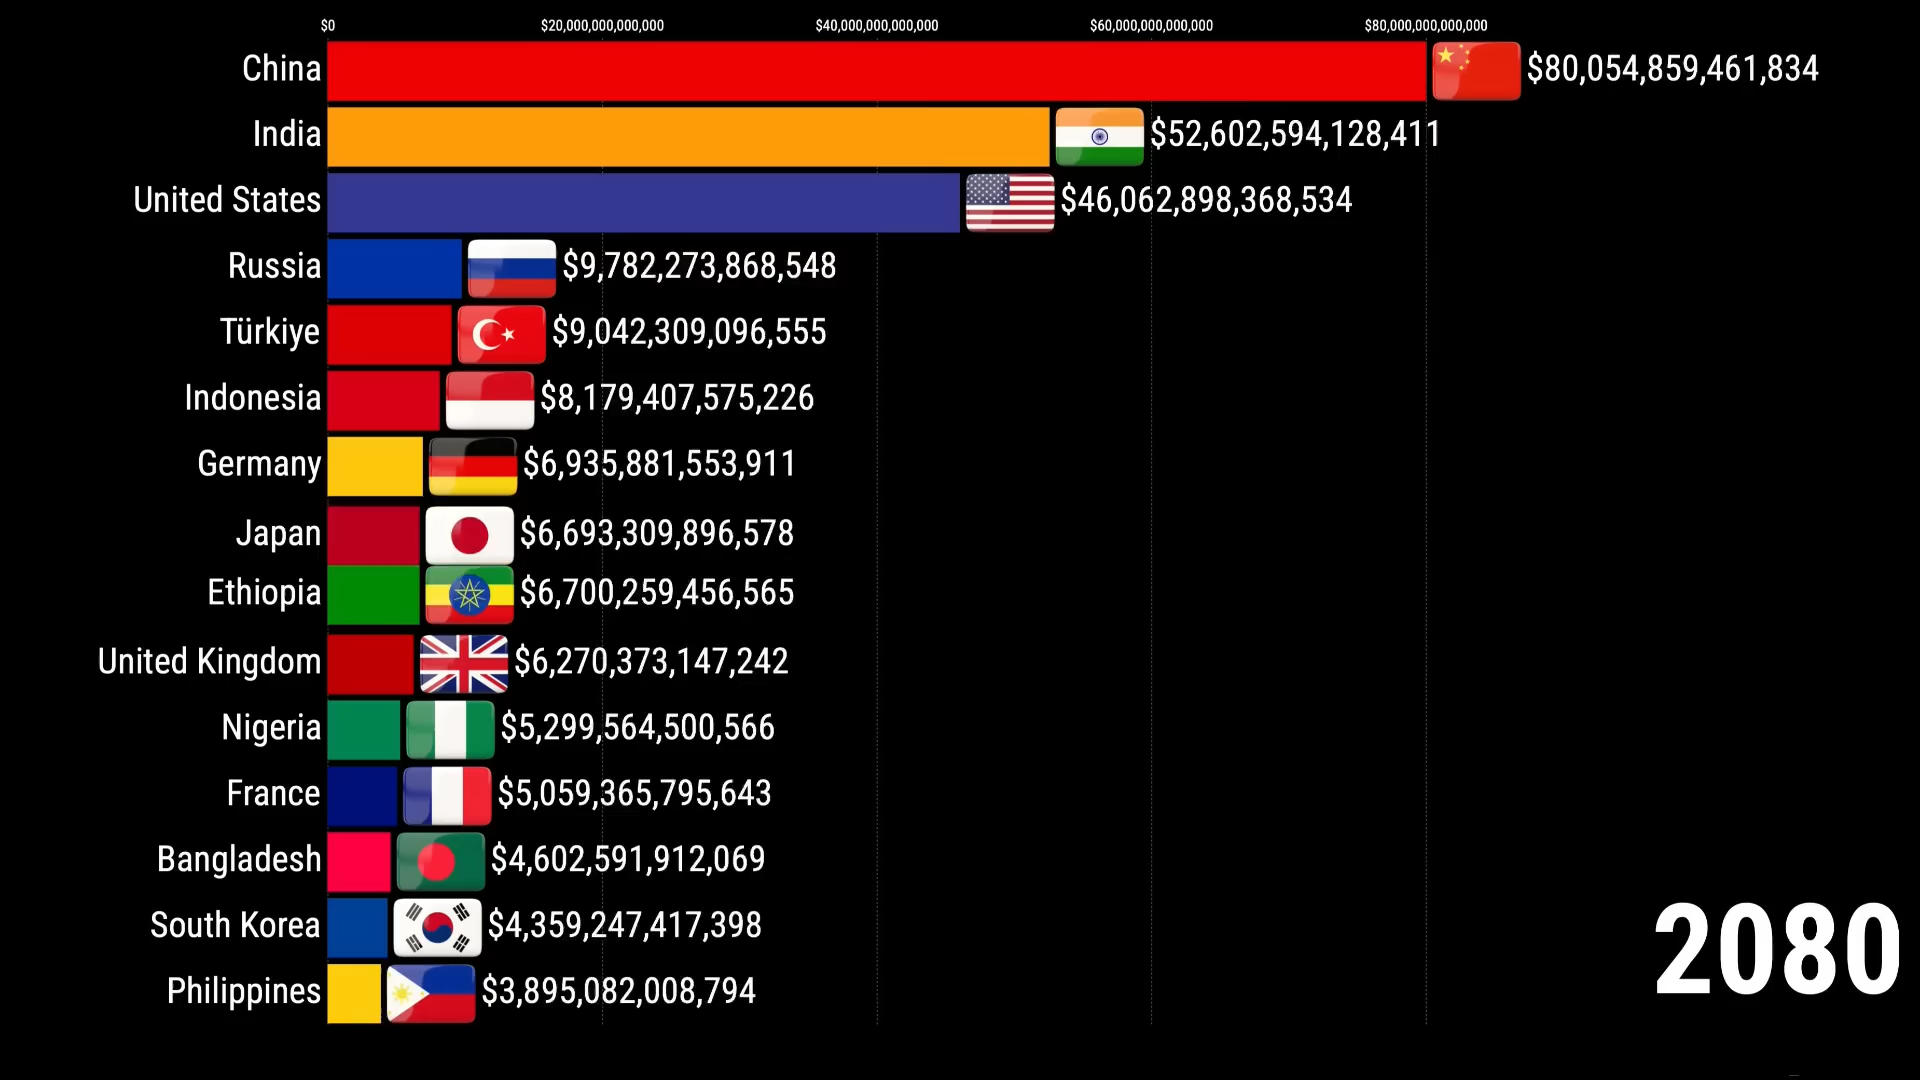 $0 $20,000,000,000,000 $40,000,000,000,000 $60,000,000,000,000 $80,000,000,000,000
China $80,054,859,461,834
India $52,602,594,128,411
United States $46,062,898,368,534
Russia $9,782,273,868,548
Türkiye $9,042,309,096,555
Indonesia $8,179,407,575,226
Germany $6,935,881,553,911
Japan $6,693,309,896,578
Ethiopia $6,700,259,456,565
United Kingdom $6,270,373,147,242
Nigeria $5,299,564,500,566
France $5,059,365,795,643
Bangladesh $4,602,591,912,069
South Korea $4,359,247,417,398
Philippines $3,895,082,008,794
2080